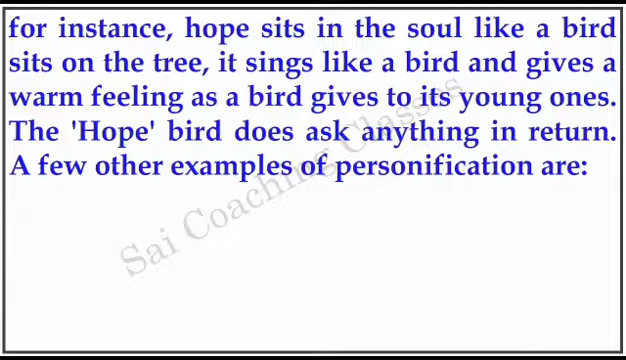 for instance, hope sits in the soul like a bird
sits on the tree, it sings like a bird and gives a
warm feeling as a bird gives to its young ones.
The 'Hope' bird does ask anything in return.
A few other examples of personification are:
Sai Coaching Classes